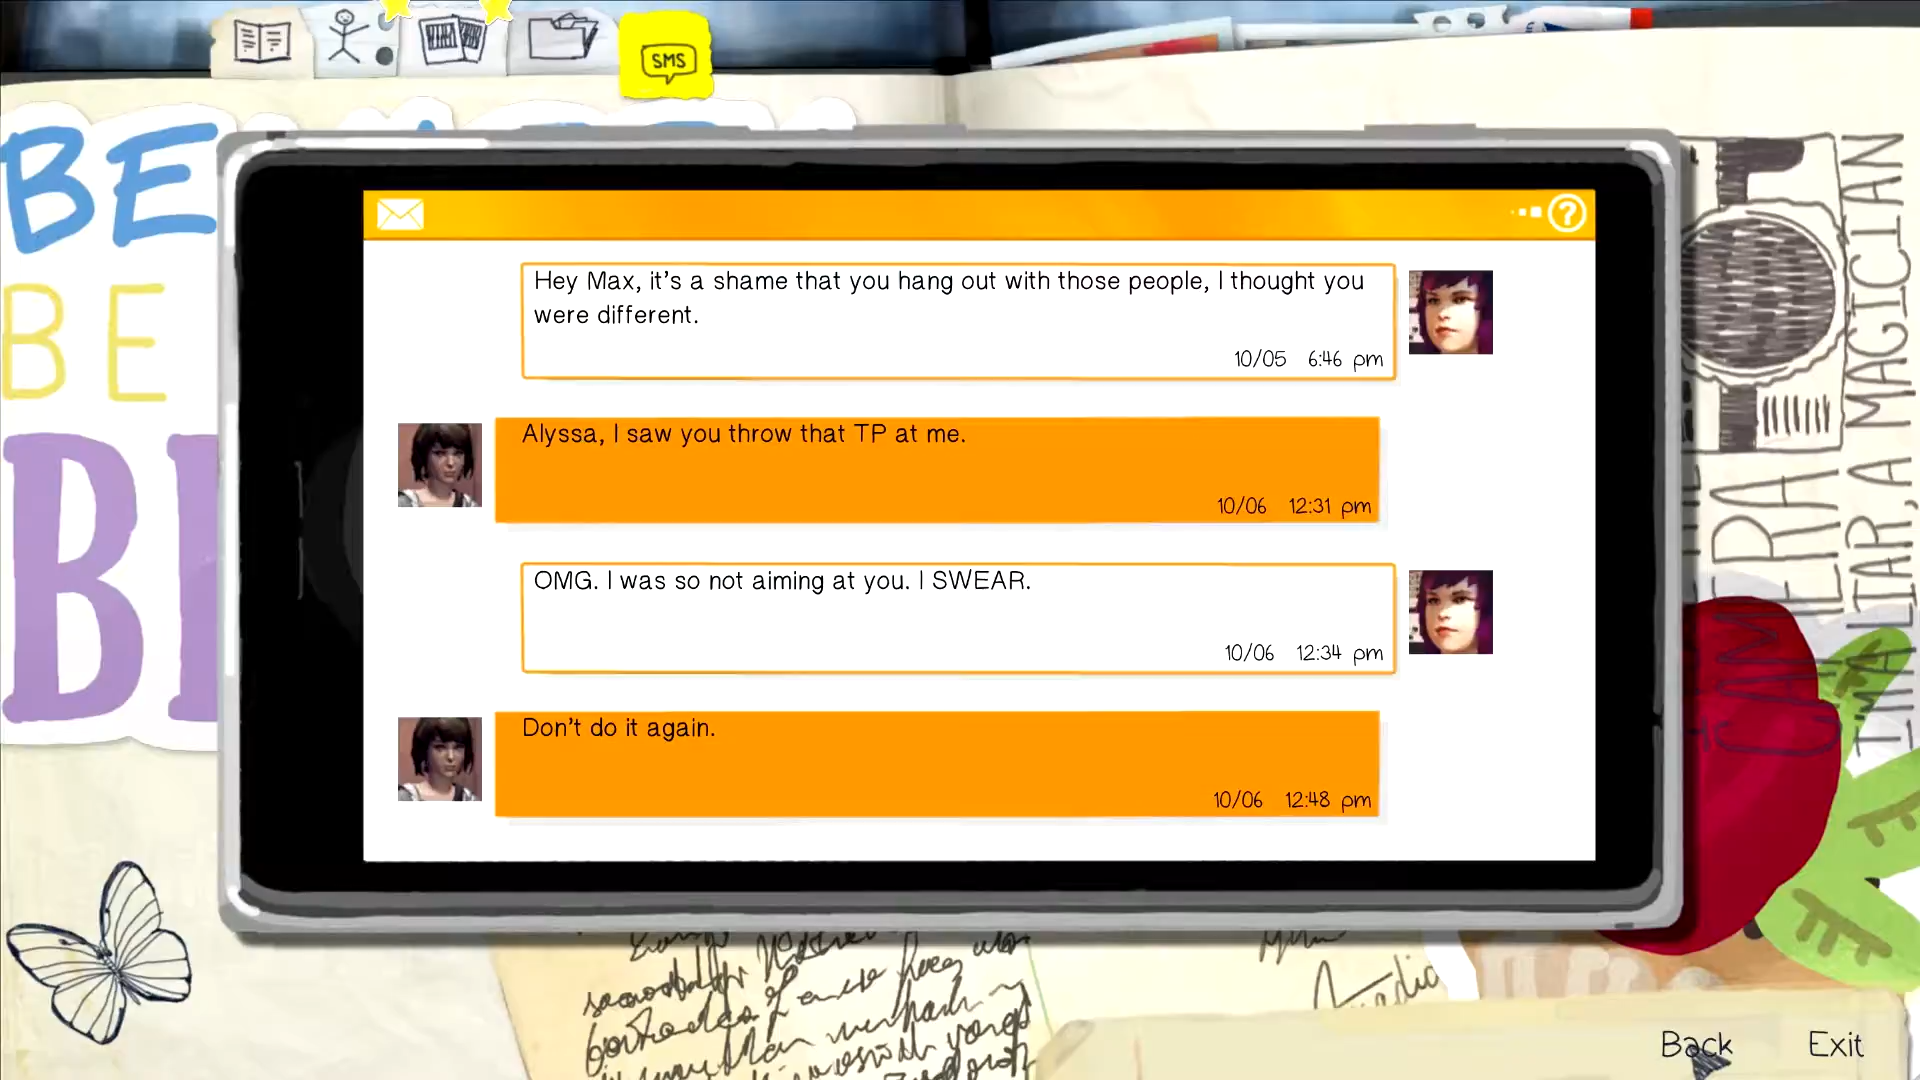 SMS
BE
BE
Hey Max, it's a shame that you hang out with those people, I thought you
were different.
10/05 6:46 pm
Alyssa, I saw you throw that TP at me.
10/06 12:31 pm
OMG. I was so not aiming at you. I SWEAR.
10/06 12:34 pm
Don't do it again.
10/06 12:48 pm
CAMERA
I'M A LIAR, A MAGICIAN
Back
Exit